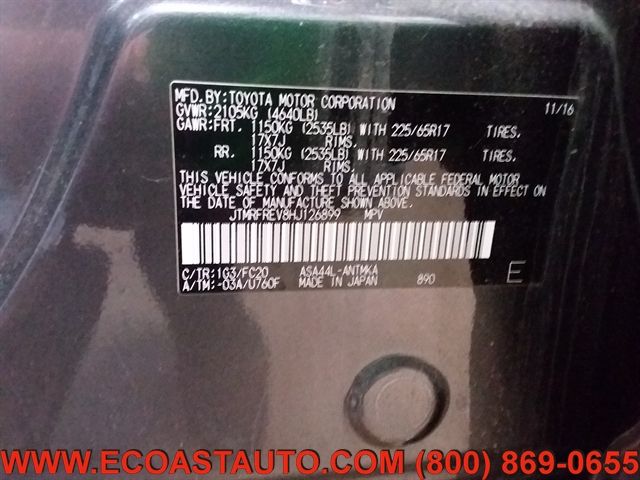 MFD. BY: TOYOTA MOTOR CORPORATION 11/16
GVWR: 2105KG (4640LB)
GAWR: FRT. 1150KG (2535LB) WITH 225/65R17 TIRES,
17X7J RIMS,
RR. 1150KG (2535LB) WITH 225/65R17 TIRES,
17X7J RIMS,
THIS VEHICLE CONFORMS TO ALL APPLICABLE FEDERAL MOTOR
VEHICLE SAFETY AND THEFT PREVENTION STANDARDS IN EFFECT ON
THE DATE OF MANUFACTURE SHOWN ABOVE.
JTMRFREV8HJ126899 MPV
C/TR: 1G3/FC20 ASA44L-ANTMKA
A/TM: -03A/U760F MADE IN JAPAN 890 E
WWW.ECOASTAUTO.COM (800) 869-0655